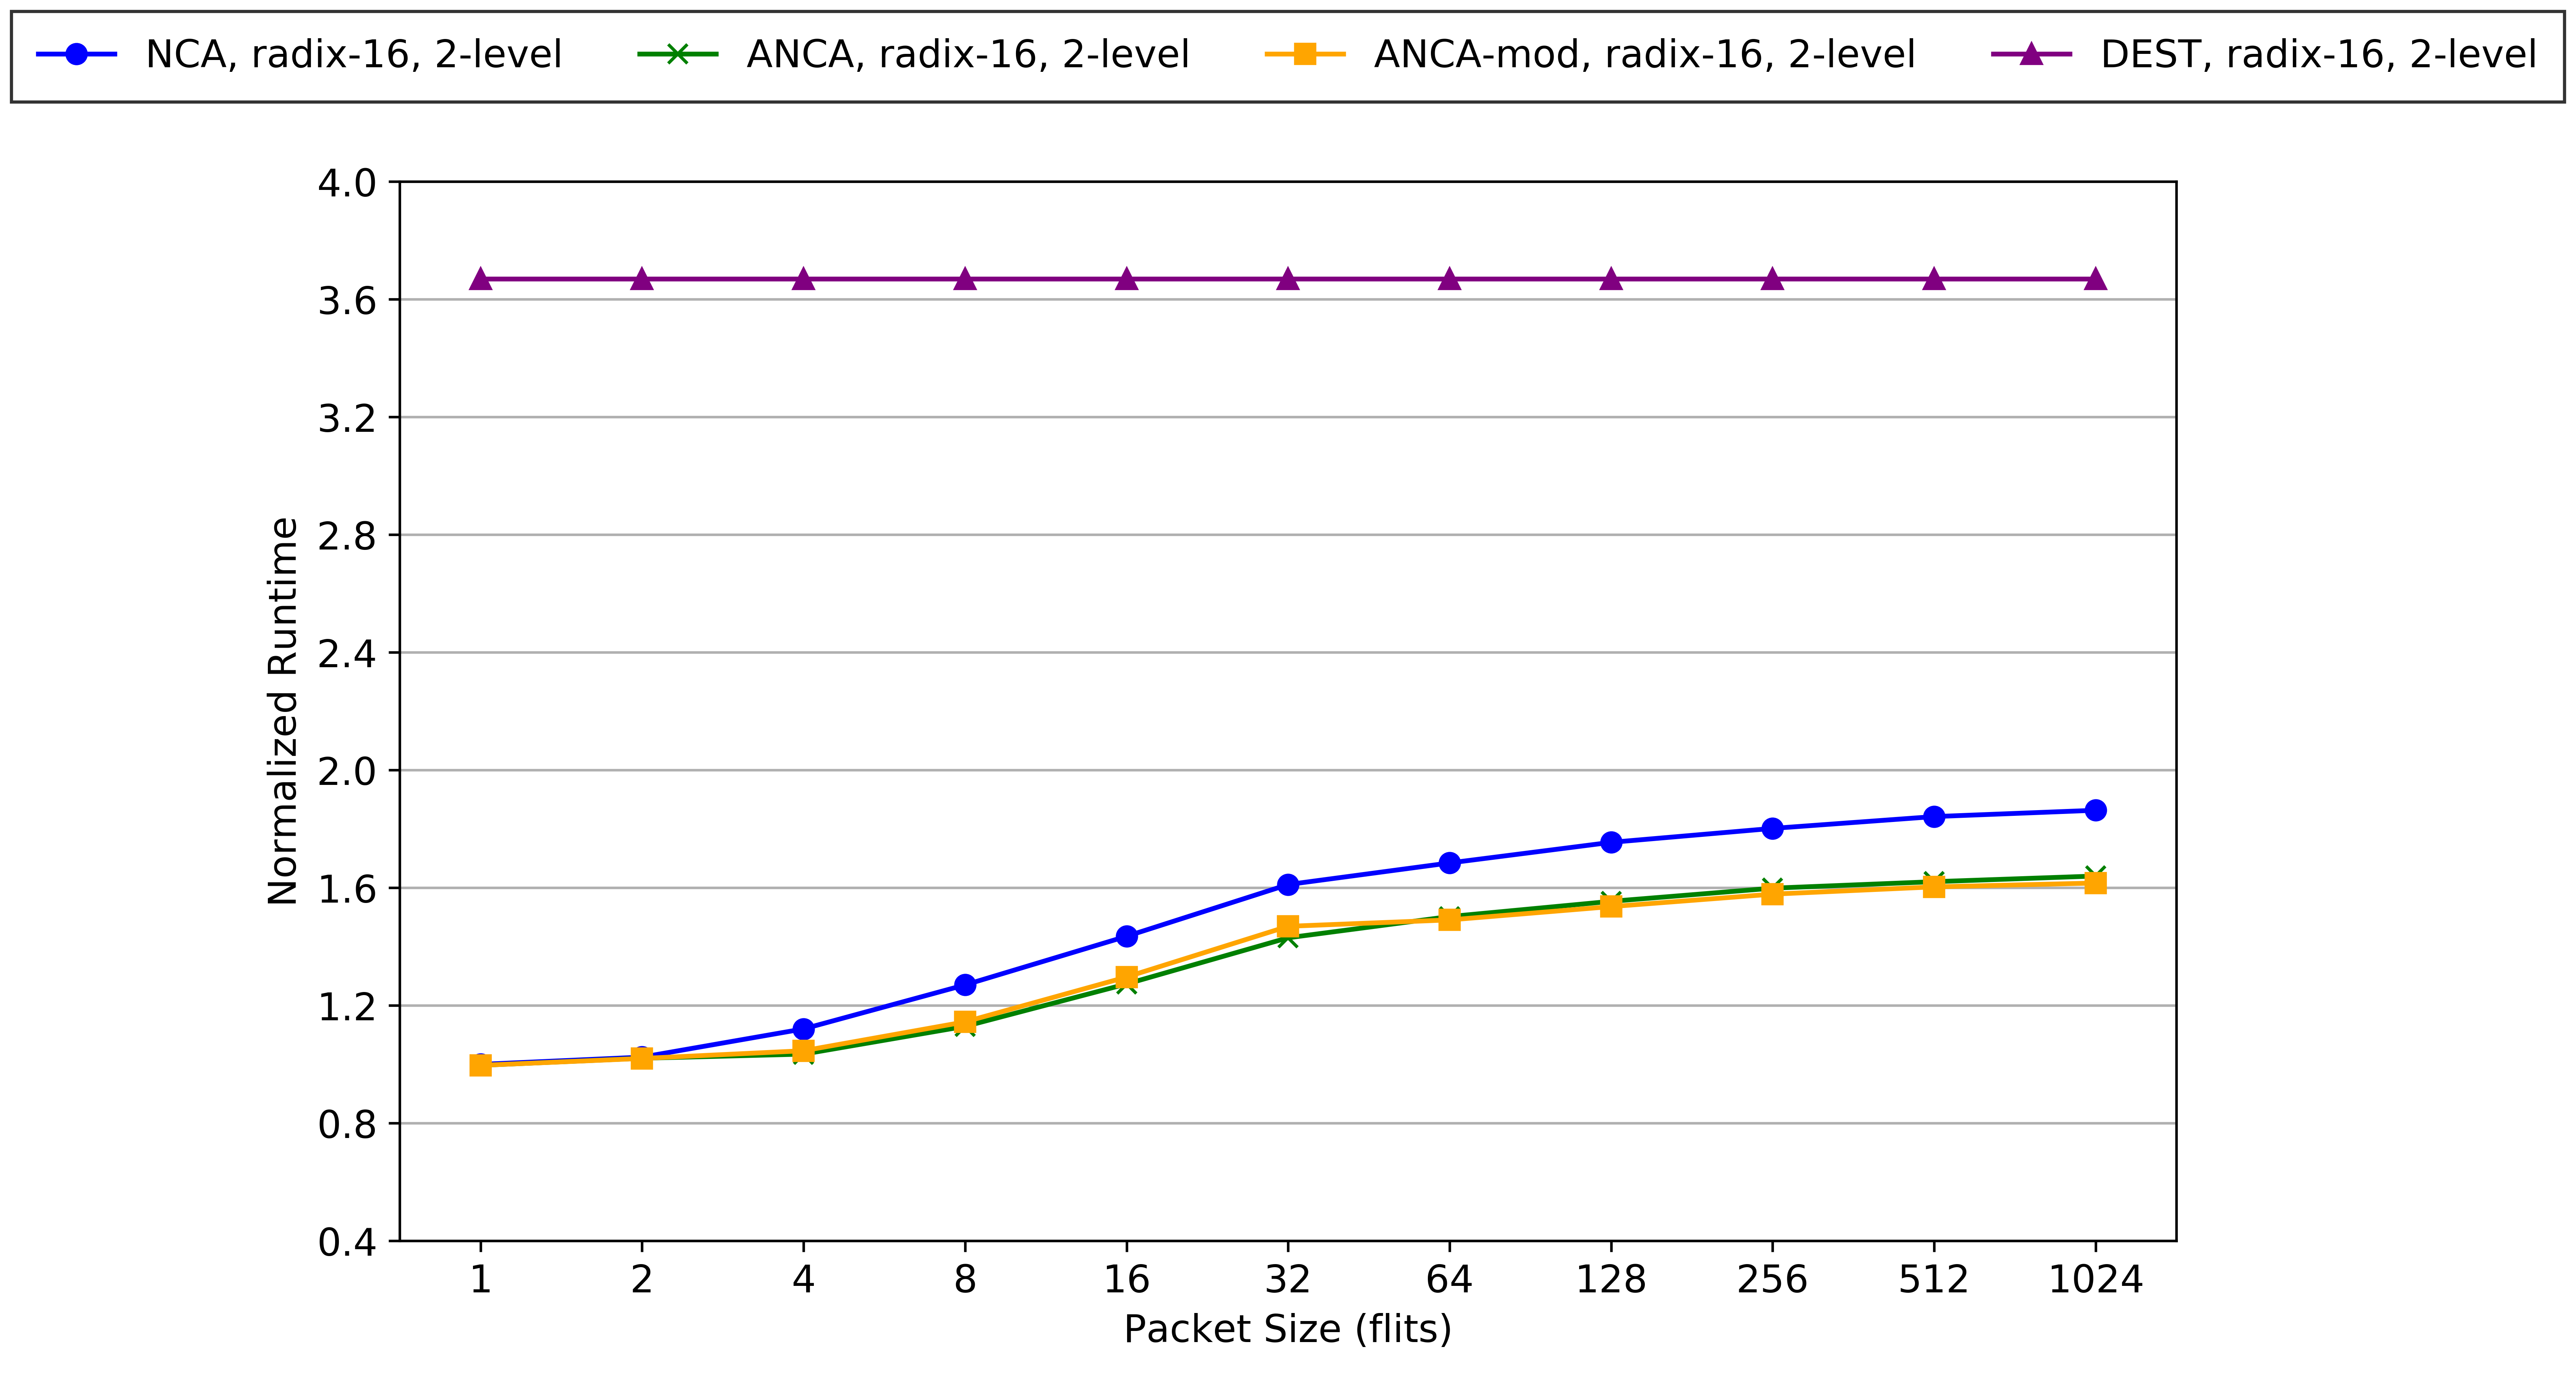 NCA, radix-16, 2-level ANCA, radix-16, 2-level ANCA-mod, radix-16, 2-level DEST, radix-16, 2-level
4.0
3.6
3.2
2.8
2.4
2.0
1.6
1.2
0.8
0.4
Normalized Runtime
1 2 4 8 16 32 64 128 256 512 1024
Packet Size (flits)